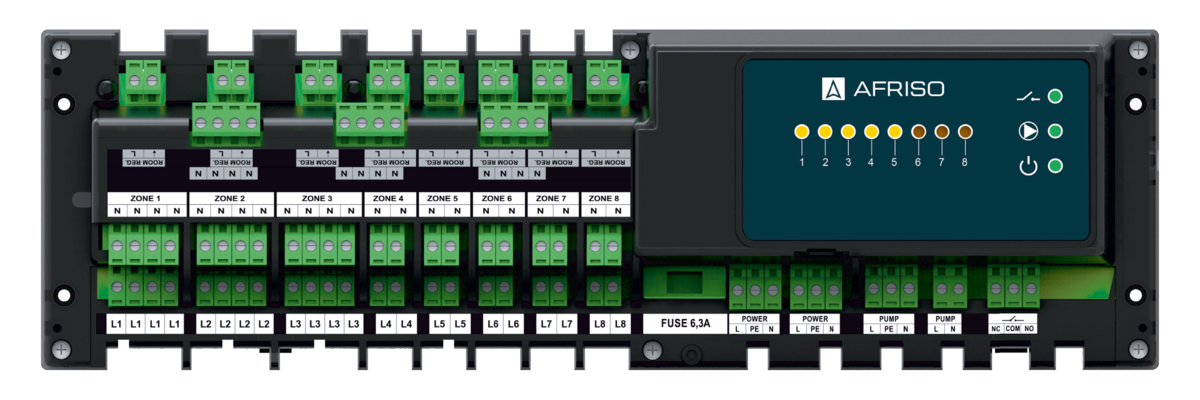 AFRISO
1 2 3 4 5 6 7 8
L ROOM REG. L ROOM REG. L ROOM REG. L ROOM REG. L ROOM REG. L ROOM REG. L ROOM REG. L ROOM REG.
N N N N N N N N N N N N
ZONE 1 ZONE 2 ZONE 3 ZONE 4 ZONE 5 ZONE 6 ZONE 7 ZONE 8
N N N N N N N N N N N N N N N N N N N N N N
L1 L1 L1 L1 L2 L2 L2 L2 L3 L3 L3 L3 L4 L4 L5 L5 L6 L6 L7 L7 L8 L8
FUSE 6,3A
POWER POWER PUMP PUMP
L PE N L PE N L PE N L N NC COM NO